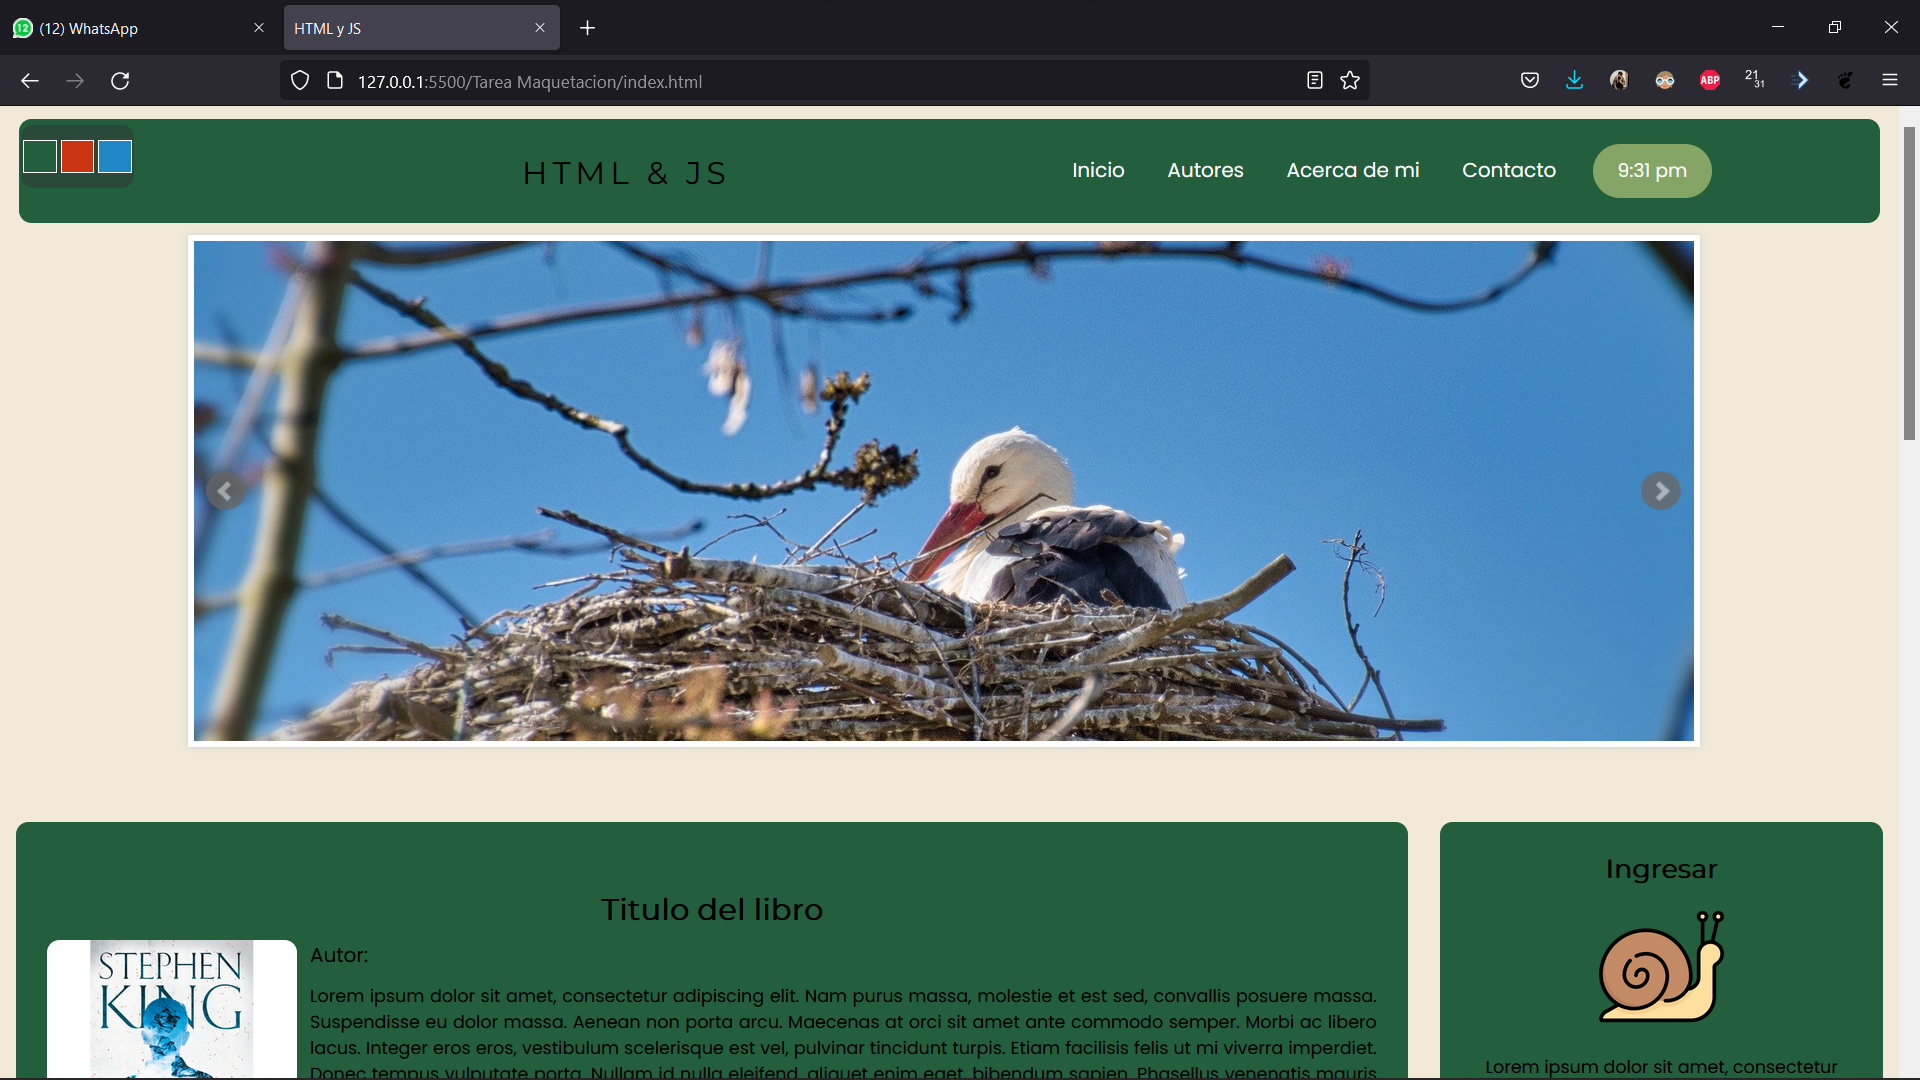 (12) WhatsApp
HTML y JS
127.0.0.1:5500/Tarea Maquetacion/index.html
ABP
21 31
HTML & JS
Inicio
Autores
Acerca de mi
Contacto
9:31 pm
Titulo del libro
Ingresar
STEPHEN
KING
Autor:
Lorem ipsum dolor sit amet, consectetur adipiscing elit. Nam purus massa, molestie et est sed, convallis posuere massa.
Suspendisse eu dolor massa. Aenean non porta arcu. Maecenas at orci sit amet ante commodo semper. Morbi ac libero
lacus. Integer eros eros, vestibulum scelerisque est vel, pulvinar tincidunt turpis. Etiam facilisis felis ut mi viverra imperdiet.
Donec tempus vulputate porta. Nullam id nulla eleifend, aliquet enim eget, bibendum sapien. Phasellus venenatis mauris
Lorem ipsum dolor sit amet, consectetur